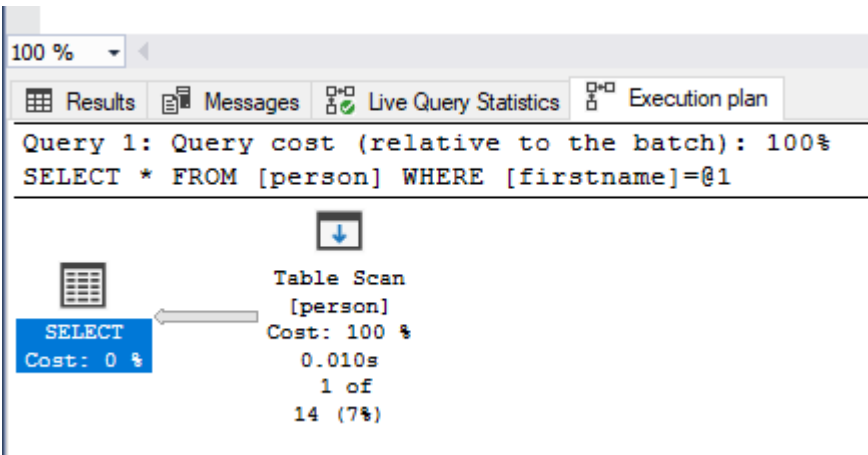 100 %
Results Messages Live Query Statistics Execution plan
Query 1: Query cost (relative to the batch): 100%
SELECT * FROM [person] WHERE [firstname]=@1
Table Scan
[person]
Cost: 100 %
0.010s
1 of
14 (7%)
SELECT
Cost: 0 %